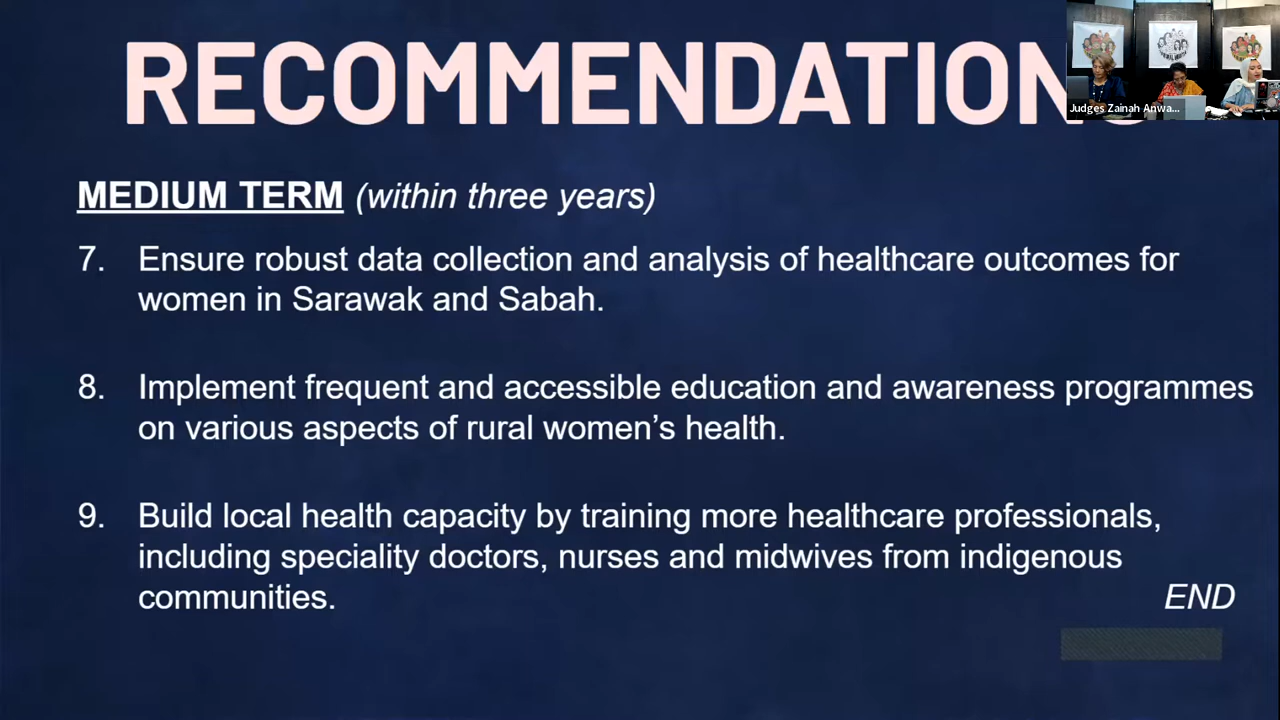 RECOMMENDATION
Judges Zainah Anwa...
MEDIUM TERM (within three years)
7. Ensure robust data collection and analysis of healthcare outcomes for
women in Sarawak and Sabah.
8. Implement frequent and accessible education and awareness programmes
on various aspects of rural women’s health.
9. Build local health capacity by training more healthcare professionals,
including speciality doctors, nurses and midwives from indigenous
communities.
END